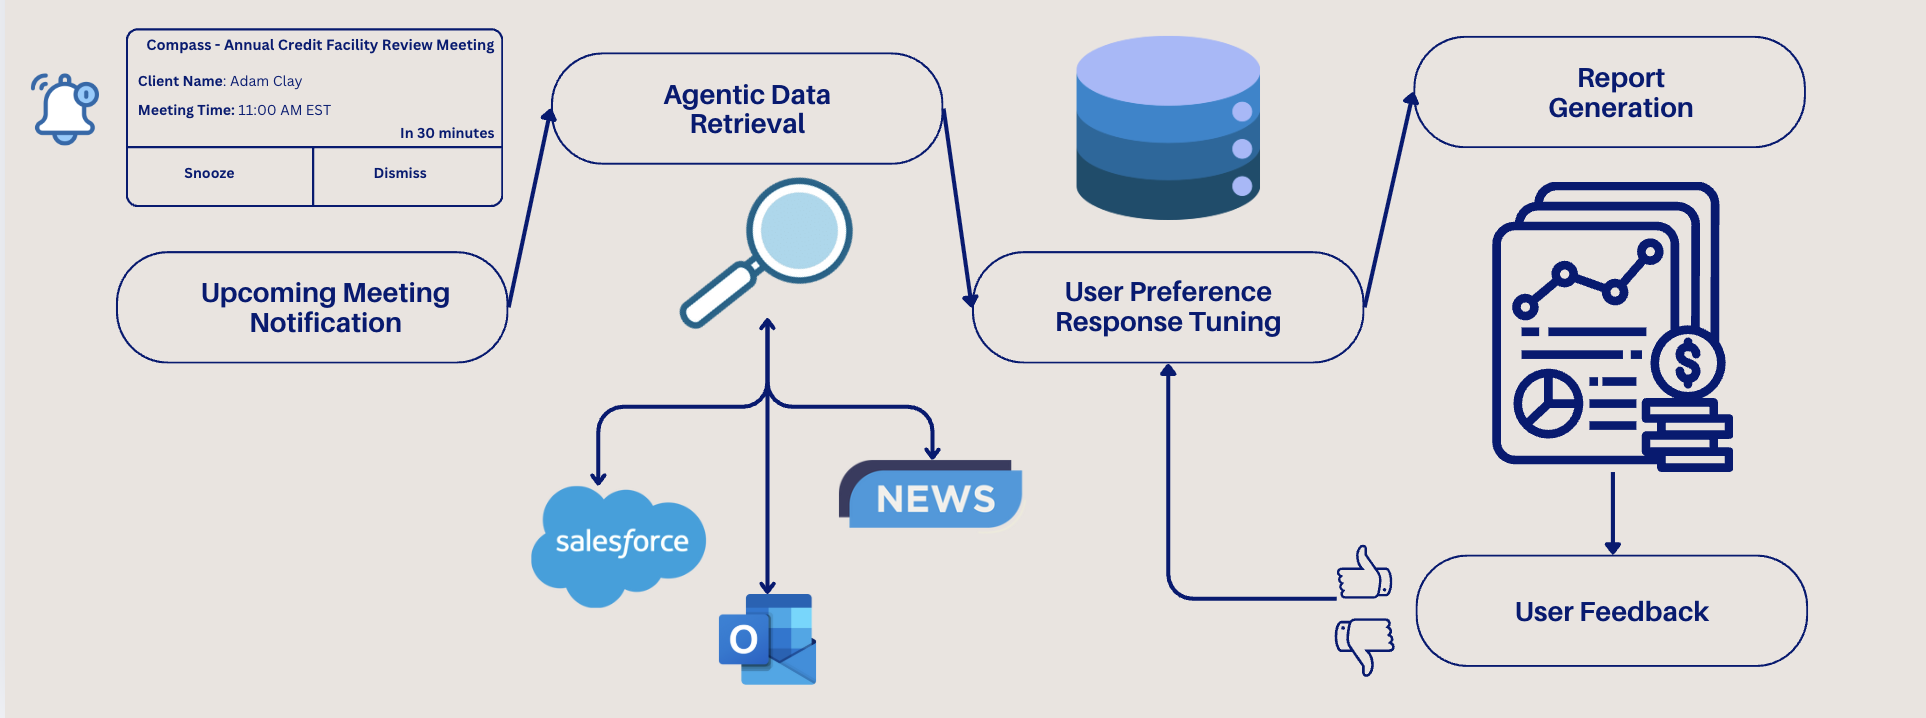 Compass - Annual Credit Facility Review Meeting
Client Name: Adam Clay
Meeting Time: 11:00 AM EST
In 30 minutes
Snooze
Dismiss
Upcoming Meeting
Notification
Agentic Data
Retrieval
salesforce
O
NEWS
User Preference
Response Tuning
Report
Generation
$
User Feedback